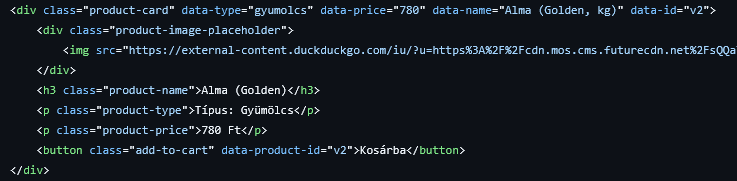 <div class="product-card" data-type="gyumolcs" data-price="780" data-name="Alma (Golden, kg)" data-id="v2">
<div class="product-image-placeholder">
<img src="https://external-content.duckduckgo.com/iu/?u=https%3A%2F%2Fcdn.mos.cms.futurecdn.net%2FsQQa
</div>
<h3 class="product-name">Alma (Golden)</h3>
<p class="product-type">Típus: Gyümölcs</p>
<p class="product-price">780 Ft</p>
<button class="add-to-cart" data-product-id="v2">Kosárba</button>
</div>